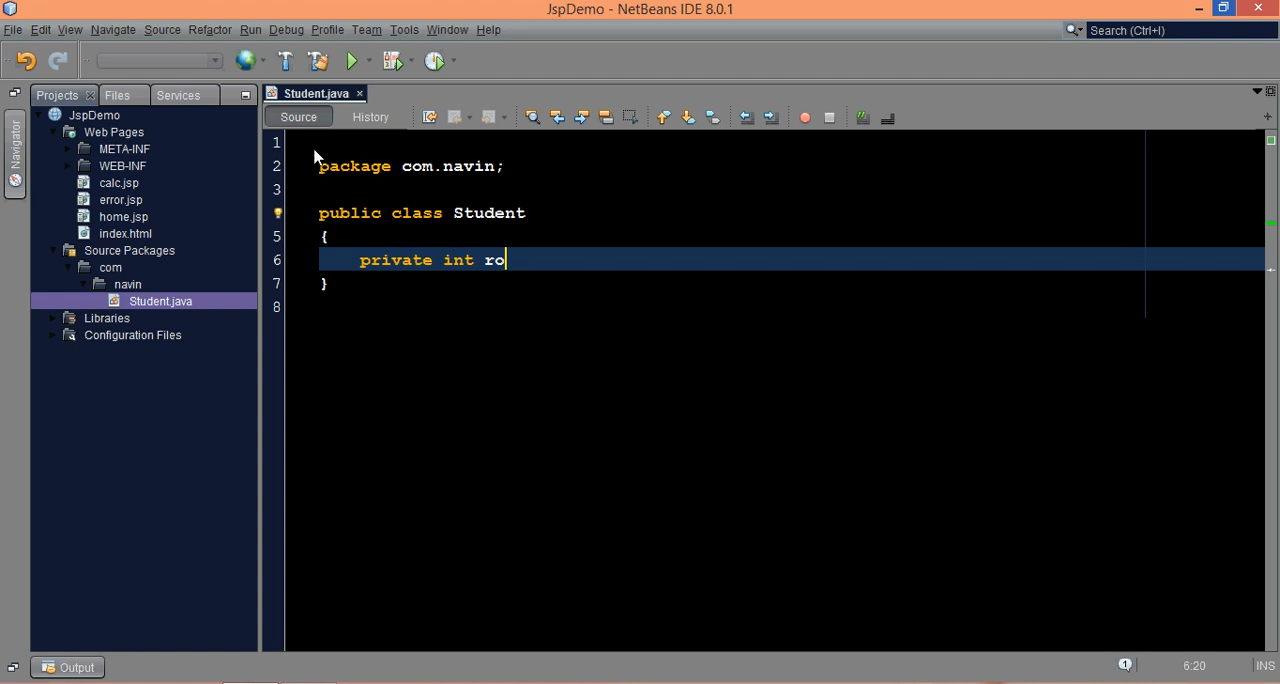 JspDemo - NetBeans IDE 8.0.1
File Edit View Navigate Source Refactor Run Debug Profile Team Tools Window Help
Search (Ctrl+I)
Projects Files Services
Navigator
JspDemo
Web Pages
META-INF
WEB-INF
calc.jsp
error.jsp
home.jsp
index.html
Source Packages
com
navin
Student.java
Libraries
Configuration Files
Student.java
Source History
1
2 package com.navin;
3
public class Student
5 {
6 private int ro
7 }
8
Output
1 6:20 INS